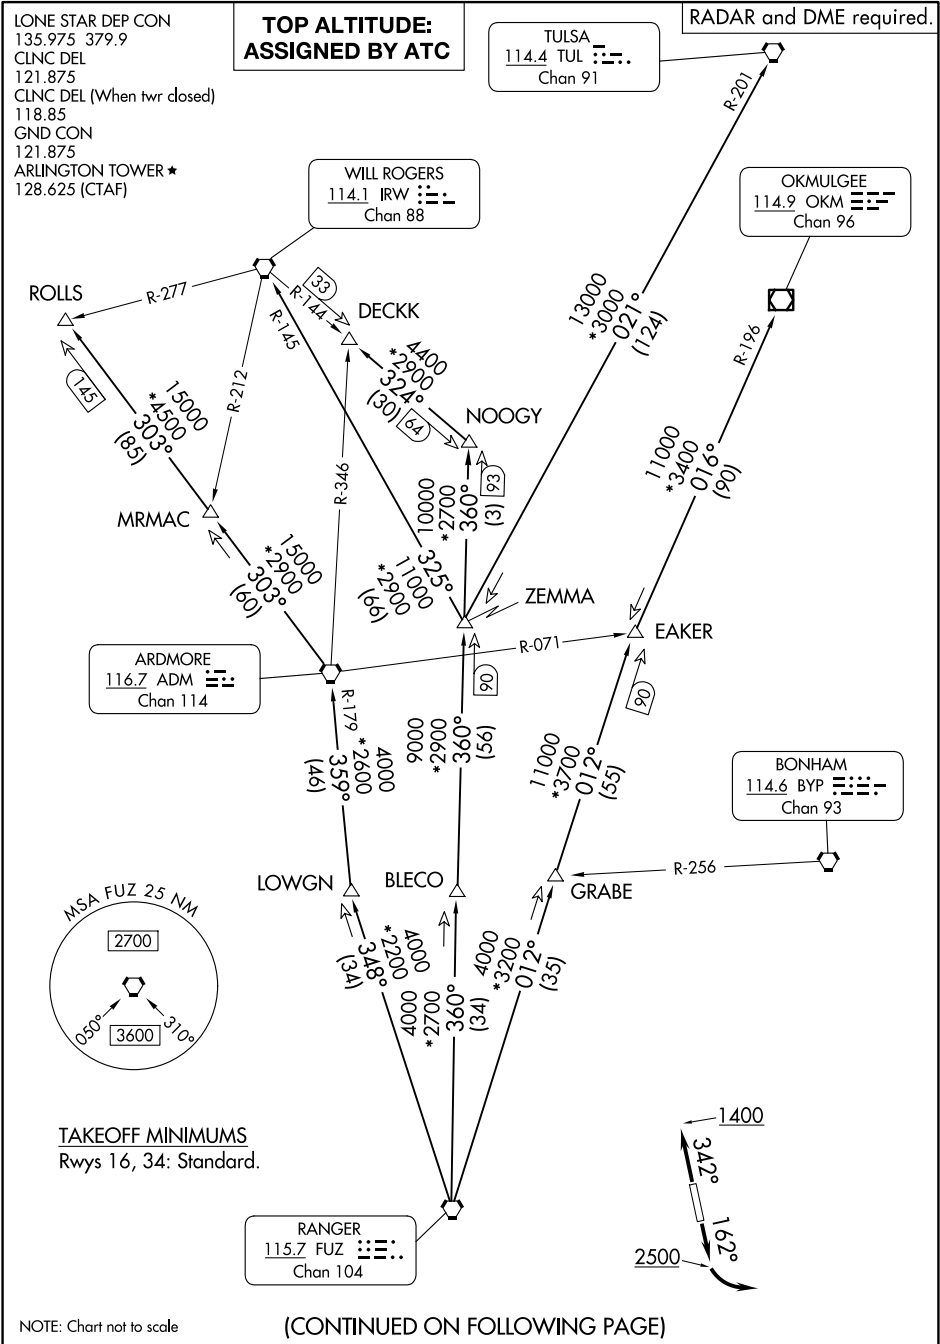 LONE STAR DEP CON
135.975 379.9
CLNC DEL
121.875
CLNC DEL (When twr closed)
118.85
GND CON
121.875
ARLINGTON TOWER ★
128.625 (CTAF)
TOP ALTITUDE:
ASSIGNED BY ATC
RADAR and DME required.
TULSA
114.4 TUL
Chan 91
R-201
WILL ROGERS
114.1 IRW
Chan 88
OKMULGEE
114.9 OKM
Chan 96
ROLLS
R-277
33
R-144
DECKK
R-145
R-212
145
15000
*4500
303°
(85)
4400
*2900
324°
(30)
64
NOOGY
13000
*3000
021°
(124)
R-196
11000
*3400
016°
(90)
MRMAC
R-346
10000
*2700
360°
(3)
93
15000
*2900
303°
(60)
325°
11000
*2900
(66)
ZEMMA
EAKER
R-071
ARDMORE
116.7 ADM
Chan 114
90
90
R-179
4000
*2600
359°
(46)
9000
*2900
360°
(56)
11000
*3700
012°
(55)
BONHAM
114.6 BYP
Chan 93
R-256
LOWGN
BLECO
GRABE
MSA FUZ 25 NM
2700
050°
3600
310°
4000
*2200
348°
(34)
4000
*2700
360°
(34)
4000
*3200
012°
(35)
TAKEOFF MINIMUMS
Rwys 16, 34: Standard.
1400
342°
162°
2500
RANGER
115.7 FUZ
Chan 104
NOTE: Chart not to scale
(CONTINUED ON FOLLOWING PAGE)